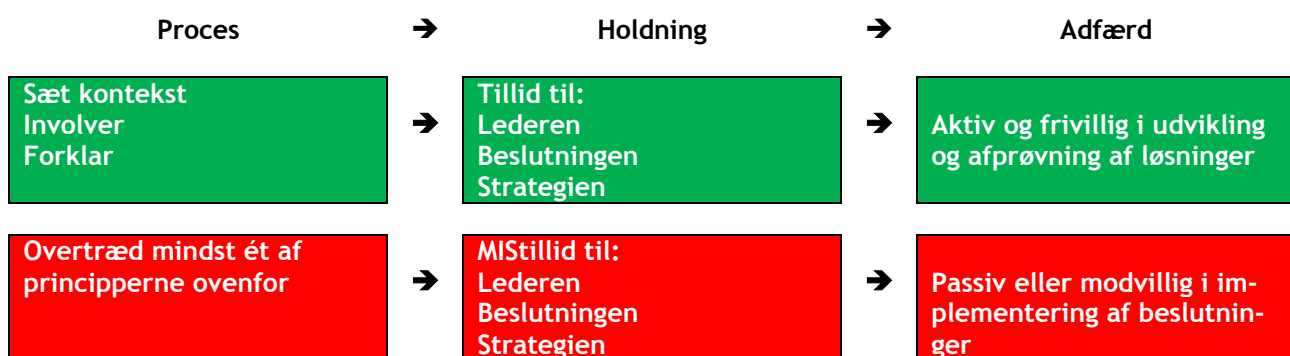 Proces ➔ Holdning ➔ Adfærd
Sæt kontekst
Involver
Forklar
➔
Tillid til:
Lederen
Beslutningen
Strategien
➔
Aktiv og frivillig i udvikling
og afprøvning af løsninger
Overtræd mindst ét af
principperne ovenfor
➔
MIStillid til:
Lederen
Beslutningen
Strategien
➔
Passiv eller modvillig i im-
plementering af beslutnin-
ger